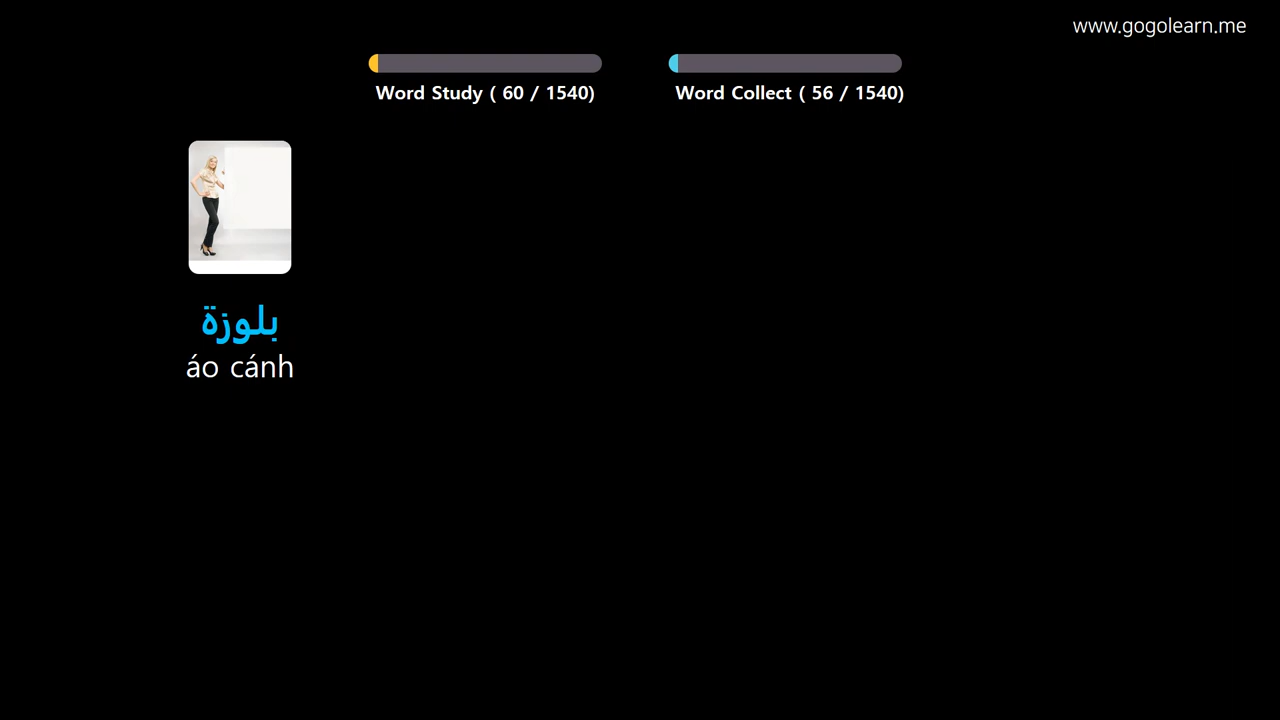 www.gogolearn.me
Word Study ( 60 / 1540)
Word Collect ( 56 / 1540)
بلوزة
áo cánh